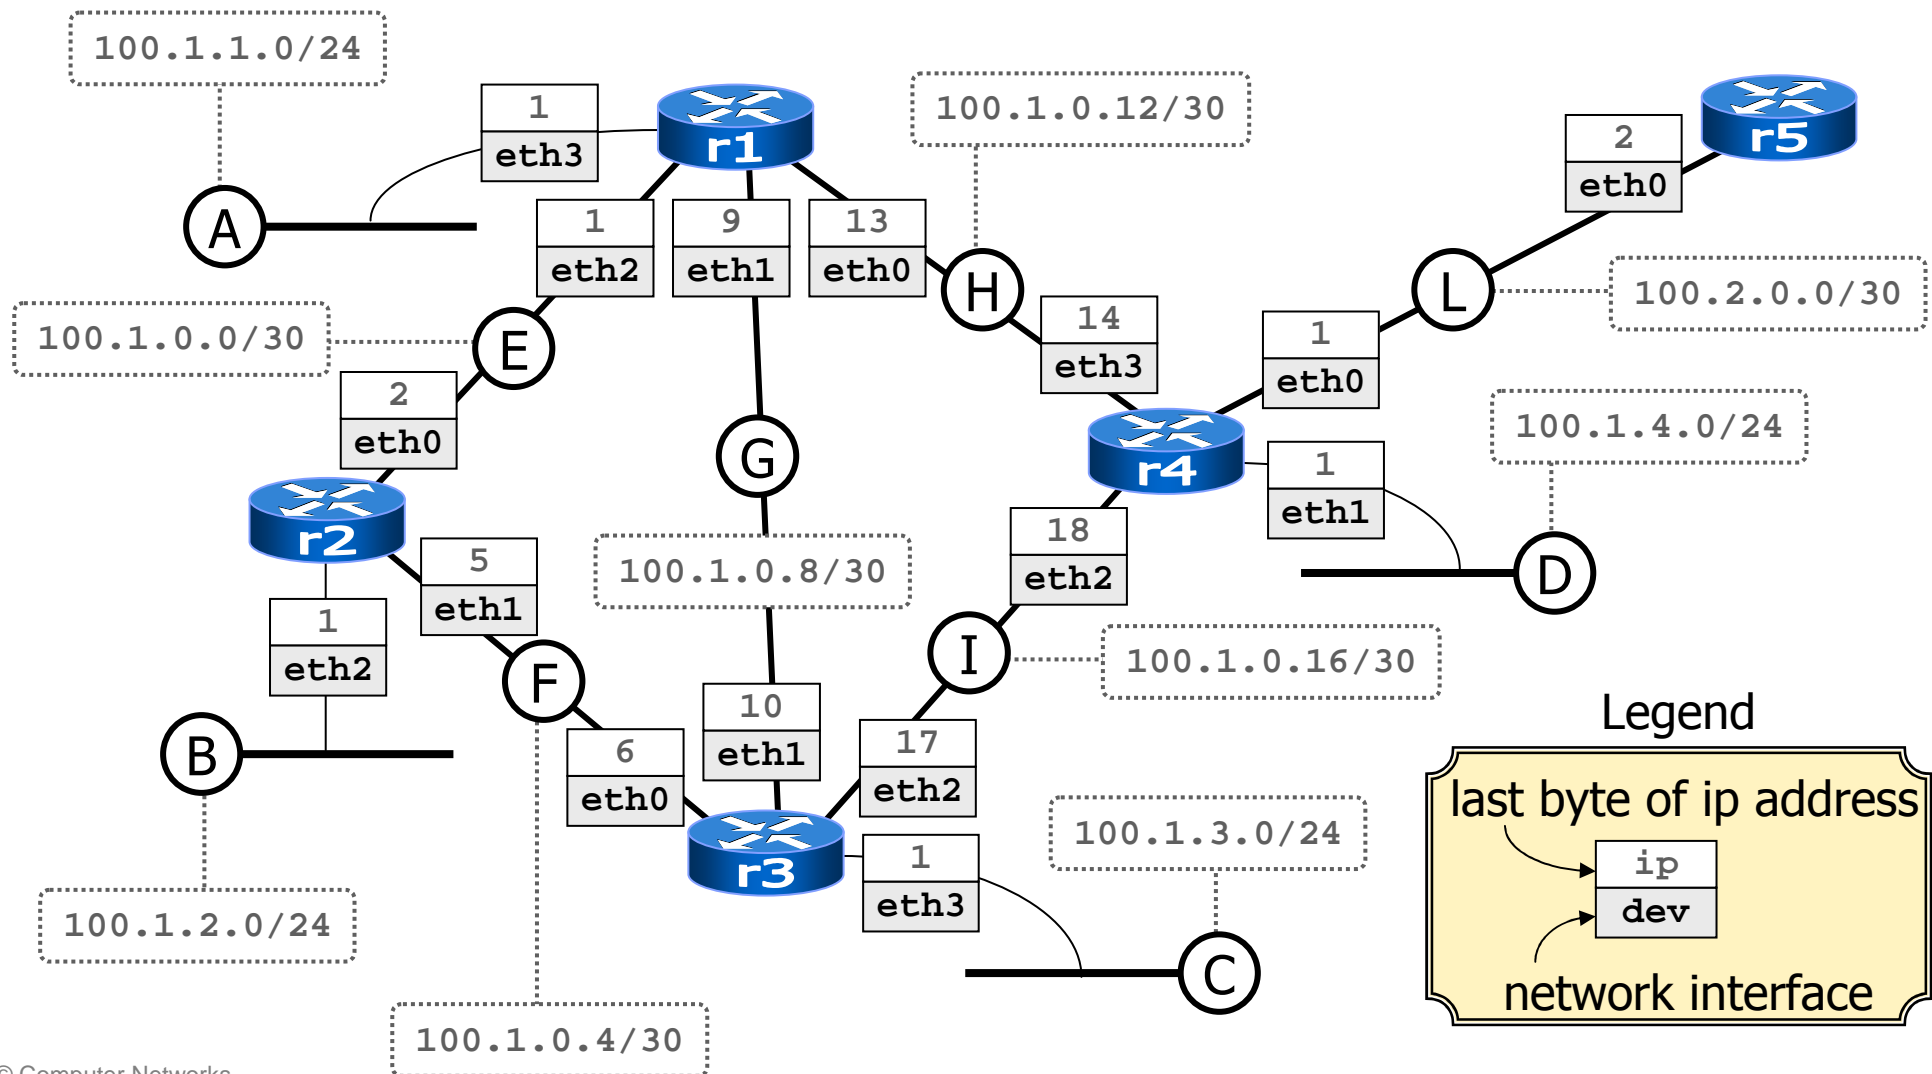 100.1.1.0/24
1
eth3
r1
100.1.0.12/30
2
eth0
r5
A
1
eth2
9
eth1
13
eth0
H
L
100.2.0.0/30
100.1.0.0/30
E
14
eth3
1
eth0
2
eth0
G
r4
1
eth1
100.1.4.0/24
r2
5
eth1
100.1.0.8/30
18
eth2
D
1
eth2
F
I
100.1.0.16/30
B
6
eth0
10
eth1
17
eth2
r3
1
eth3
100.1.3.0/24
100.1.2.0/24
C
100.1.0.4/30
Legend
last byte of ip address
ip
dev
network interface
© Computer Networks